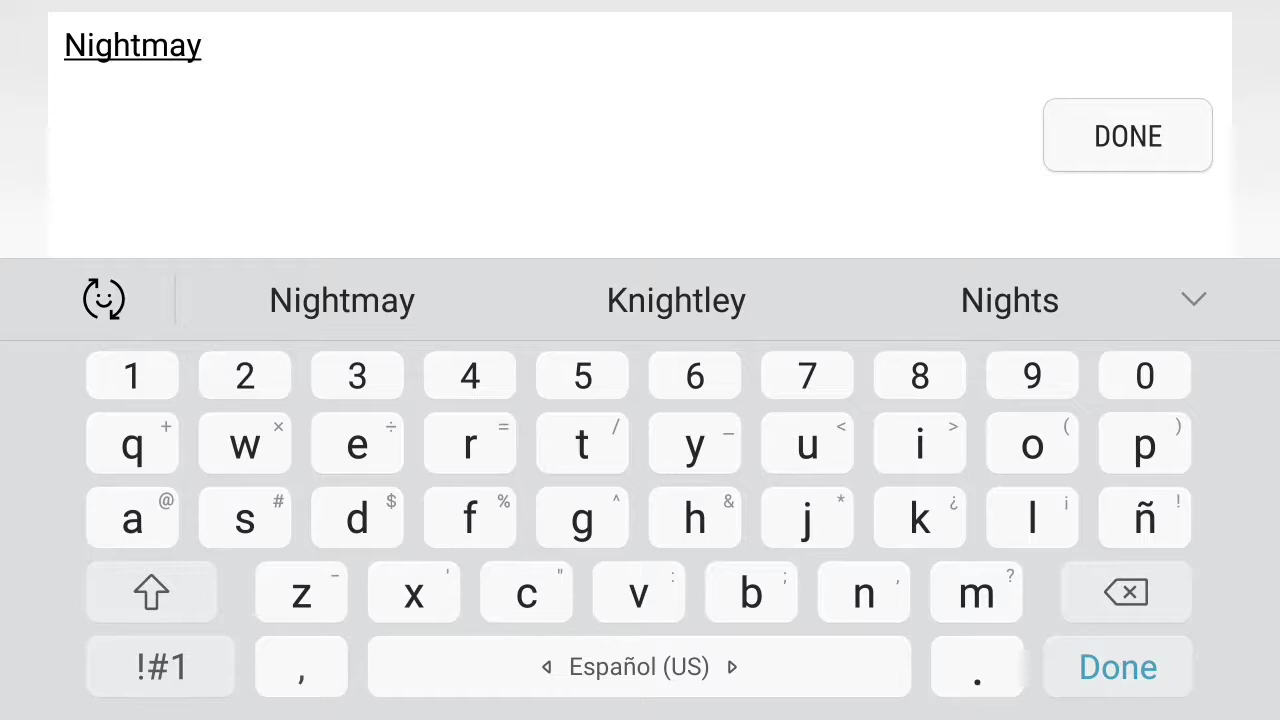 Nightmay
DONE
Nightmay Knightley Nights
1 2 3 4 5 6 7 8 9 0
q + w × e ÷ r = t / y _ u < i > o ( p )
a @ s # d $ f % g ^ h & j * k ¿ l ¡ ñ !
z - x ' c " v : b ; n , m ?
!#1 , Español (US) . Done